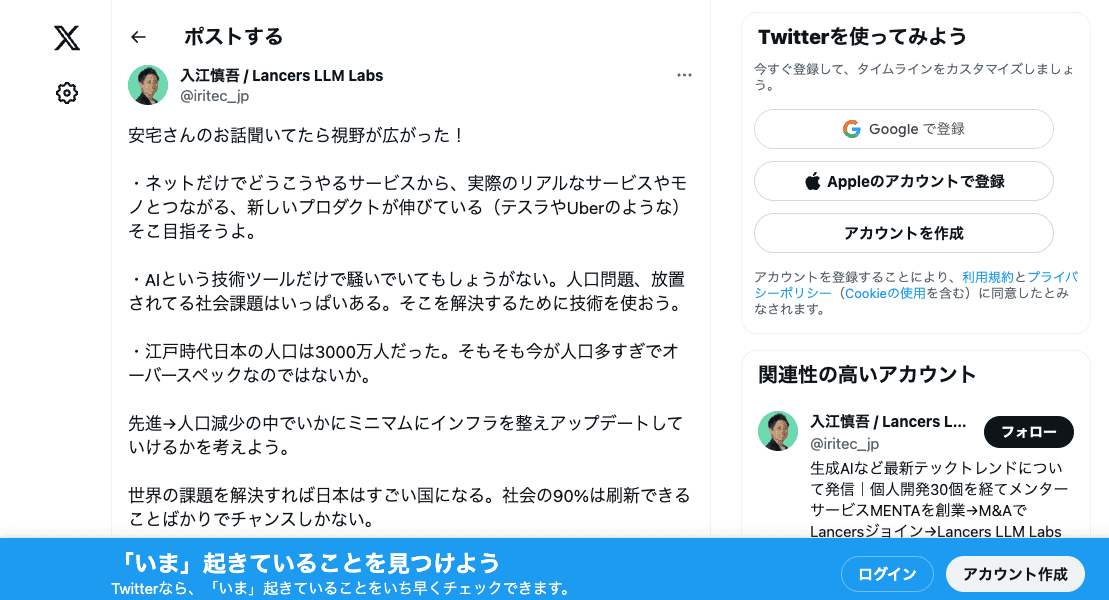 ポストする
入江慎吾 / Lancers LLM Labs
@iritec_jp
安宅さんのお話聞いてたら視野が広がった！
・ネットだけでどうこうやるサービスから、実際のリアルなサービスやモ
ノとつながる、新しいプロダクトが伸びている（テスラやUberのような）
そこ目指そうよ。
・AIという技術ツールだけで騒いでいてもしょうがない。人口問題、放置
されてる社会課題はいっぱいある。そこを解決するために技術を使おう。
・江戸時代日本の人口は3000万人だった。そもそも今が人口多すぎでオ
ーバースペックなのではないか。
先進→人口減少の中でいかにミニマムにインフラを整えアップデートして
いけるかを考えよう。
世界の課題を解決すれば日本はすごい国になる。社会の90%は刷新できる
ことばかりでチャンスしかない。
Twitterを使ってみよう
今すぐ登録して、タイムラインをカスタマイズしましょ
う。
Google で登録
Appleのアカウントで登録
アカウントを作成
アカウントを登録することにより、利用規約とプライバ
シーポリシー（Cookieの使用を含む）に同意したとみ
なされます。
関連性の高いアカウント
入江慎吾 / Lancers L...
@iritec_jp
フォロー
生成AIなど最新テックトレンドについ
て発信｜個人開発30個を経てメンター
サービスMENTAを創業→M&Aで
Lancersジョイン→Lancers LLM Labs
「いま」起きていることを見つけよう
Twitterなら、「いま」起きていることをいち早くチェックできます。
ログイン
アカウント作成